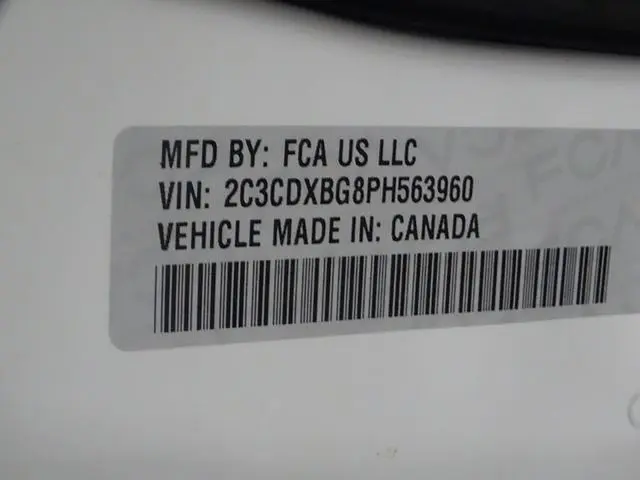 MFD BY: FCA US LLC
VIN: 2C3CDXBG8PH563960
VEHICLE MADE IN: CANADA